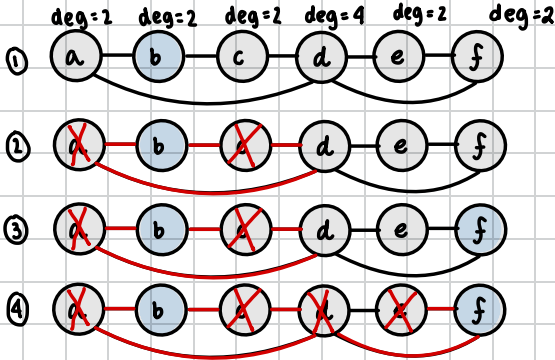 deg=2 deg=2 deg=2 deg=4 deg=2 deg=2
① a b c d e f
② a b c d e f
③ a b c d e f
④ a b c d e f